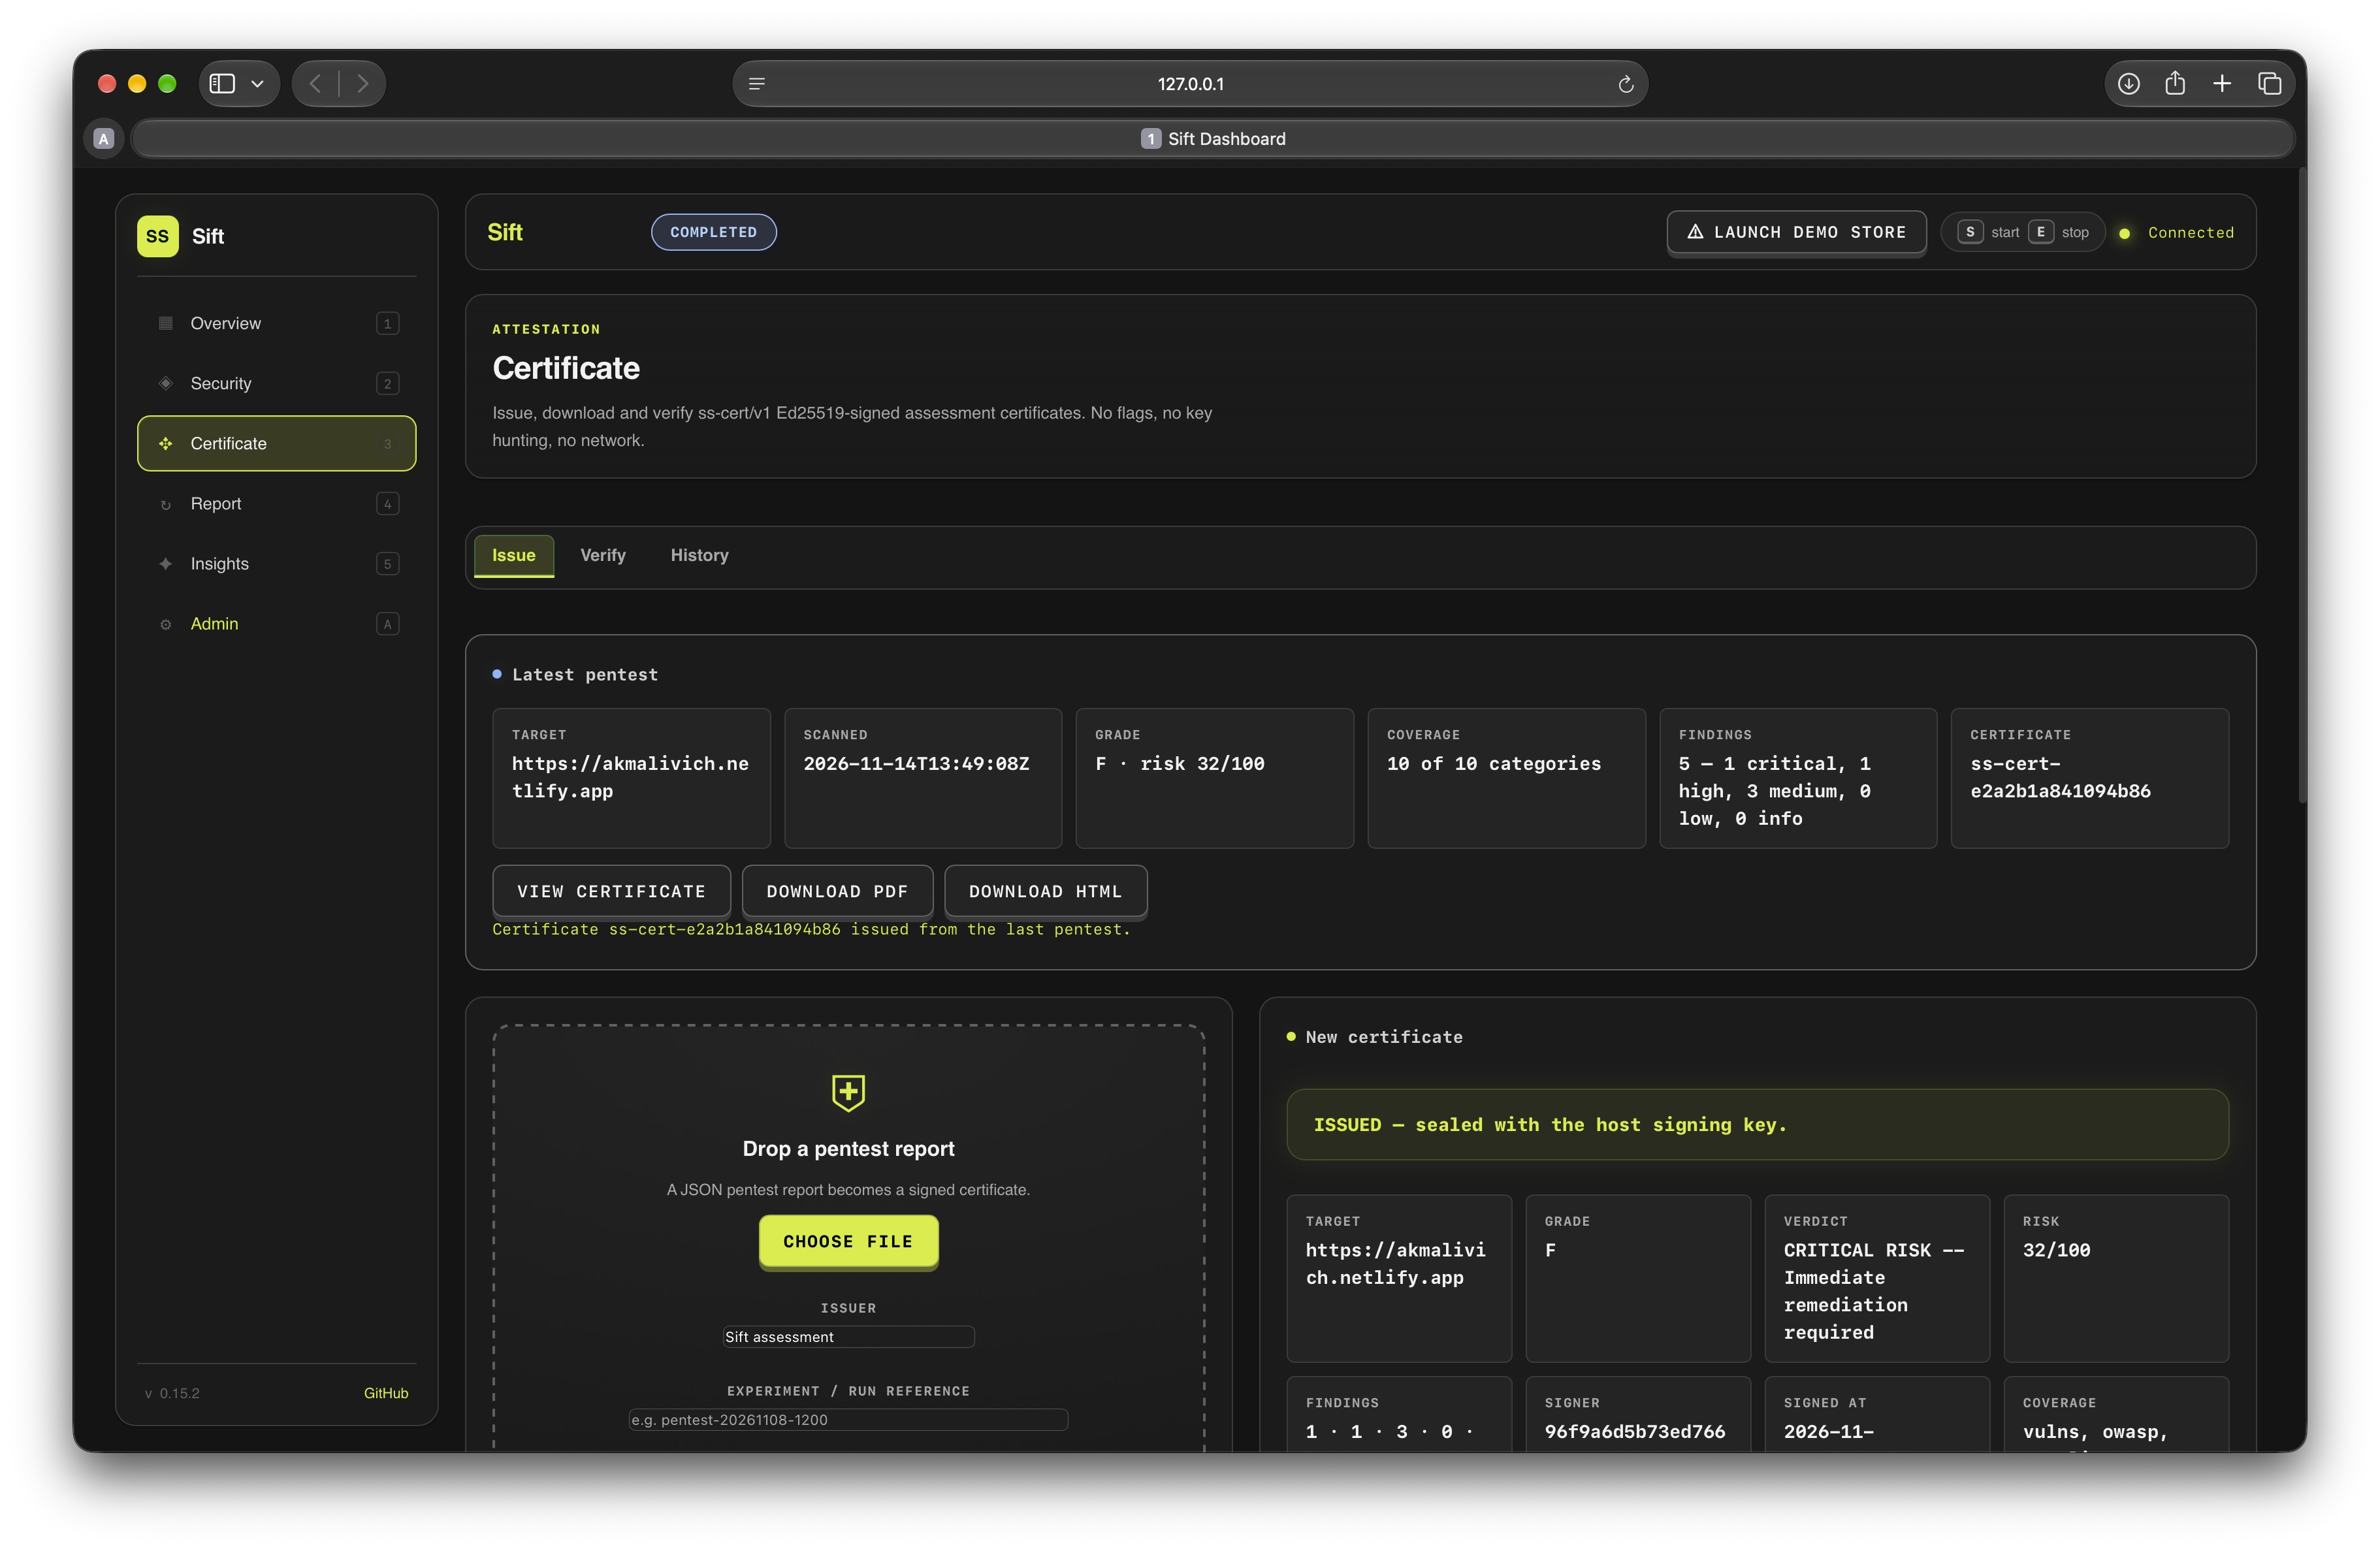 127.0.0.1
A
1 Sift Dashboard
SS Sift
Overview 1
Security 2
Certificate 3
Report 4
Insights 5
Admin A
v 0.15.2 GitHub
Sift COMPLETED LAUNCH DEMO STORE S start E stop Connected
ATTESTATION
Certificate
Issue, download and verify ss-cert/v1 Ed25519-signed assessment certificates. No flags, no key
hunting, no network.
Issue Verify History
Latest pentest
TARGET
https://akmalivich.ne
tlify.app
SCANNED
2026-11-14T13:49:08Z
GRADE
F · risk 32/100
COVERAGE
10 of 10 categories
FINDINGS
5 — 1 critical, 1
high, 3 medium, 0
low, 0 info
CERTIFICATE
ss-cert-
e2a2b1a841094b86
VIEW CERTIFICATE DOWNLOAD PDF DOWNLOAD HTML
Certificate ss-cert-e2a2b1a841094b86 issued from the last pentest.
Drop a pentest report
A JSON pentest report becomes a signed certificate.
CHOOSE FILE
ISSUER
Sift assessment
EXPERIMENT / RUN REFERENCE
e.g. pentest-20261108-1200
New certificate
ISSUED — sealed with the host signing key.
TARGET
https://akmalivi
ch.netlify.app
GRADE
F
VERDICT
CRITICAL RISK --
Immediate
remediation
required
RISK
32/100
FINDINGS
1 · 1 · 3 · 0 ·
SIGNER
96f9a6d5b73ed766
SIGNED AT
2026-11-
COVERAGE
vulns, owasp,